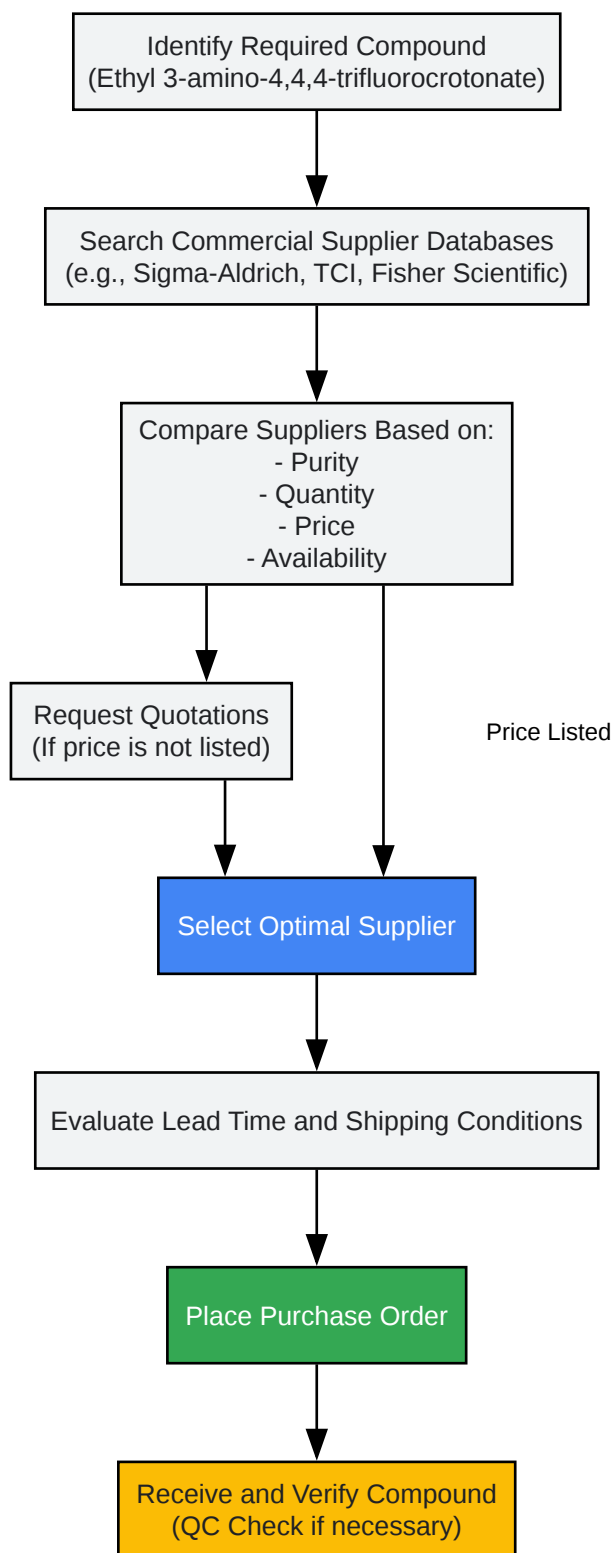 Identify Required Compound
(Ethyl 3-amino-4,4,4-trifluorocrotonate)
Search Commercial Supplier Databases
(e.g., Sigma-Aldrich, TCI, Fisher Scientific)
Compare Suppliers Based on:
- Purity
- Quantity
- Price
- Availability
Request Quotations
(If price is not listed)
Price Listed
Select Optimal Supplier
Evaluate Lead Time and Shipping Conditions
Place Purchase Order
Receive and Verify Compound
(QC Check if necessary)